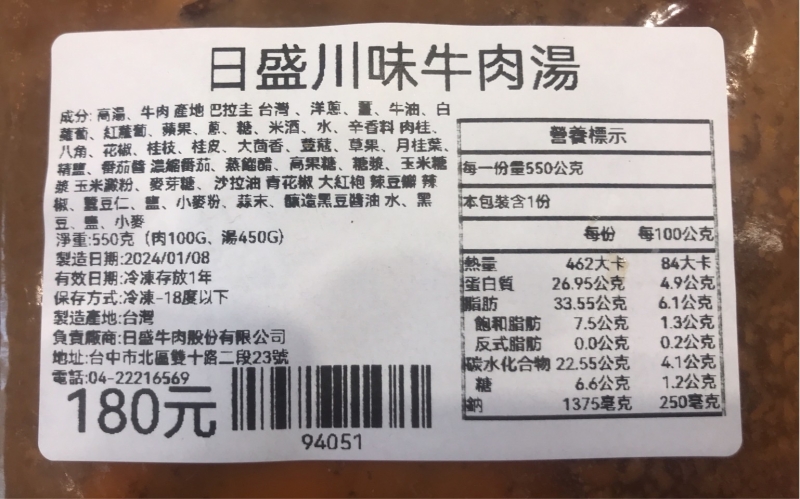 日盛川味牛肉湯
成分: 高湯、牛肉 產地 巴拉圭 台灣 、洋蔥、薑、牛油、白
蘿蔔、紅蘿蔔、蘋果、蔥、糖、米酒、水、辛香料 肉桂、
八角、花椒、桂枝、桂皮、大茴香、荳蔻、草果、月桂葉、
精鹽、番茄醬 濃縮番茄、蒸餾醋、高果糖、糖漿、玉米糖
漿 玉米澱粉、麥芽糖、沙拉油 青花椒 大紅袍 辣豆瓣 辣
椒、蠶豆仁、鹽、小麥粉、蒜末、釀造黑豆醬油 水、黑
豆、鹽、小麥
淨重:550克 (肉100G、湯450G)
製造日期:2024/01/08
有效日期:冷凍存放1年
保存方式:冷凍-18度以下
製造產地:台灣
負責廠商:日盛牛肉股份有限公司
地址:台中市北區雙十路二段23號
電話:04-22216569
180元
94051
營養標示
每一份量550公克
本包裝含1份
每份 每100公克
熱量 462大卡 84大卡
蛋白質 26.95公克 4.9公克
脂肪 33.55公克 6.1公克
飽和脂肪 7.5公克 1.3公克
反式脂肪 0.0公克 0.2公克
碳水化合物 22.55公克 4.1公克
糖 6.6公克 1.2公克
鈉 1375毫克 250毫克